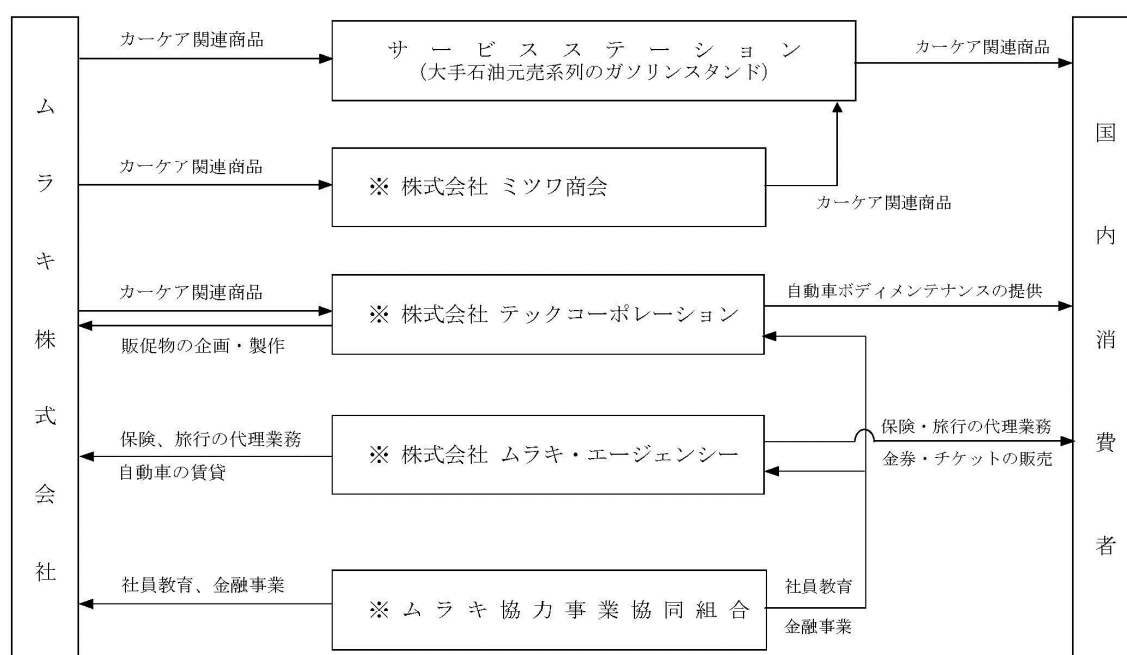 ムラキ株式会社
カーケア関連商品
サービスステーション
(大手石油元売系列のガソリンスタンド)
カーケア関連商品
国内消費者
カーケア関連商品
※ 株式会社 ミツワ商会
カーケア関連商品
カーケア関連商品
販促物の企画・製作
※ 株式会社 テックコーポレーション
自動車ボディメンテナンスの提供
保険、旅行の代理業務
自動車の賃貸
※ 株式会社 ムラキ・エージェンシー
保険・旅行の代理業務
金券・チケットの販売
社員教育、金融事業
※ ムラキ協力事業協同組合
社員教育
金融事業